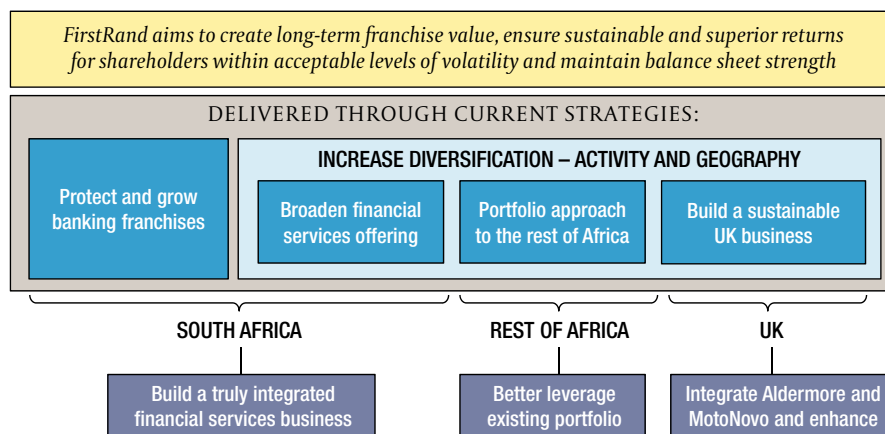 FirstRand aims to create long-term franchise value, ensure sustainable and superior returns
for shareholders within acceptable levels of volatility and maintain balance sheet strength
DELIVERED THROUGH CURRENT STRATEGIES:
Protect and grow
banking franchises
INCREASE DIVERSIFICATION – ACTIVITY AND GEOGRAPHY
Broaden financial
services offering
Portfolio approach
to the rest of Africa
Build a sustainable
UK business
SOUTH AFRICA
REST OF AFRICA
UK
Build a truly integrated
financial services business
Better leverage
existing portfolio
Integrate Aldermore and
MotoNovo and enhance